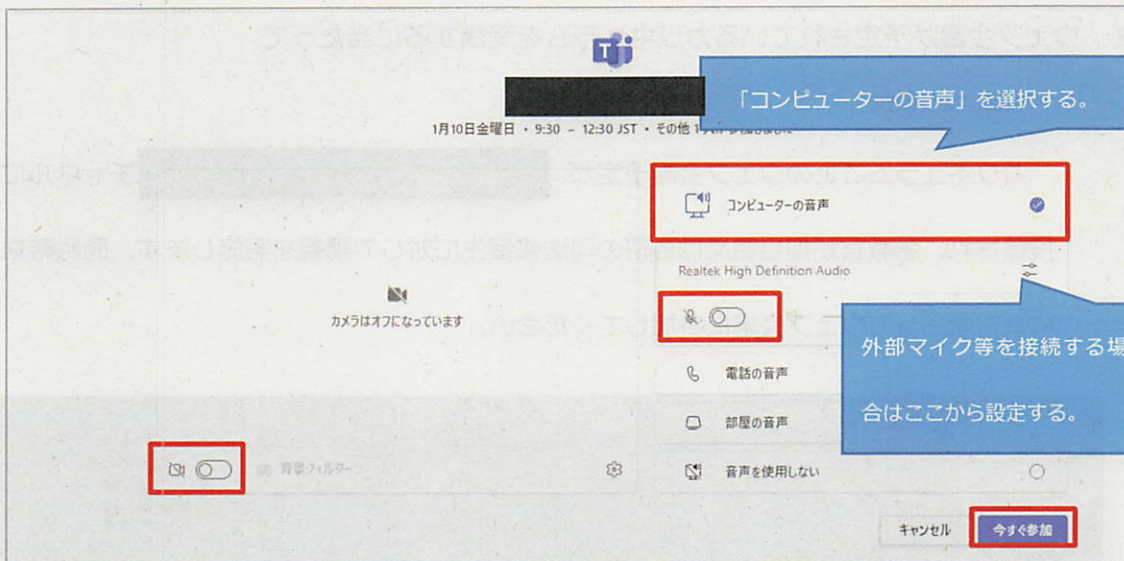 「コンピューターの音声」を選択する。
1月10日金曜日 ・ 9:30 – 12:30 JST ・ その他 1
コンピューターの音声
Realtek High Definition Audio
カメラはオフになっています
外部マイク等を接続する場
合はここから設定する。
電話の音声
部屋の音声
背景フィルター
音声を使用しない
キャンセル
今すぐ参加